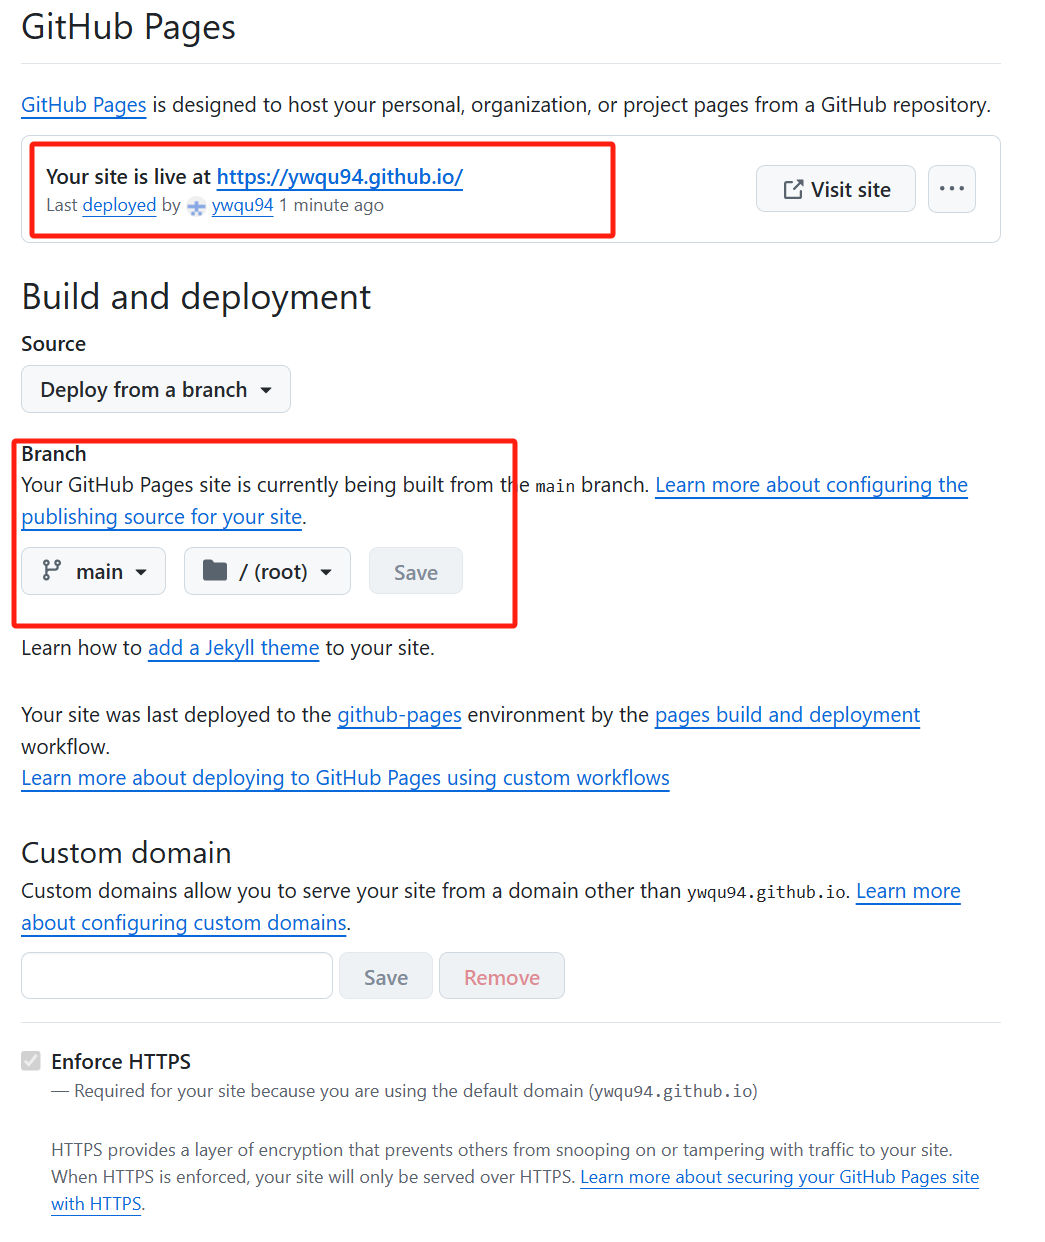 GitHub Pages
GitHub Pages is designed to host your personal, organization, or project pages from a GitHub repository.
Your site is live at https://ywqu94.github.io/
Last deployed by ywqu94 1 minute ago
Visit site
Build and deployment
Source
Deploy from a branch
Branch
Your GitHub Pages site is currently being built from the main branch. Learn more about configuring the
publishing source for your site.
main / (root) Save
Learn how to add a Jekyll theme to your site.
Your site was last deployed to the github-pages environment by the pages build and deployment
workflow.
Learn more about deploying to GitHub Pages using custom workflows
Custom domain
Custom domains allow you to serve your site from a domain other than ywqu94.github.io. Learn more
about configuring custom domains.
Save Remove
Enforce HTTPS
— Required for your site because you are using the default domain (ywqu94.github.io)
HTTPS provides a layer of encryption that prevents others from snooping on or tampering with traffic to your site.
When HTTPS is enforced, your site will only be served over HTTPS. Learn more about securing your GitHub Pages site
with HTTPS.